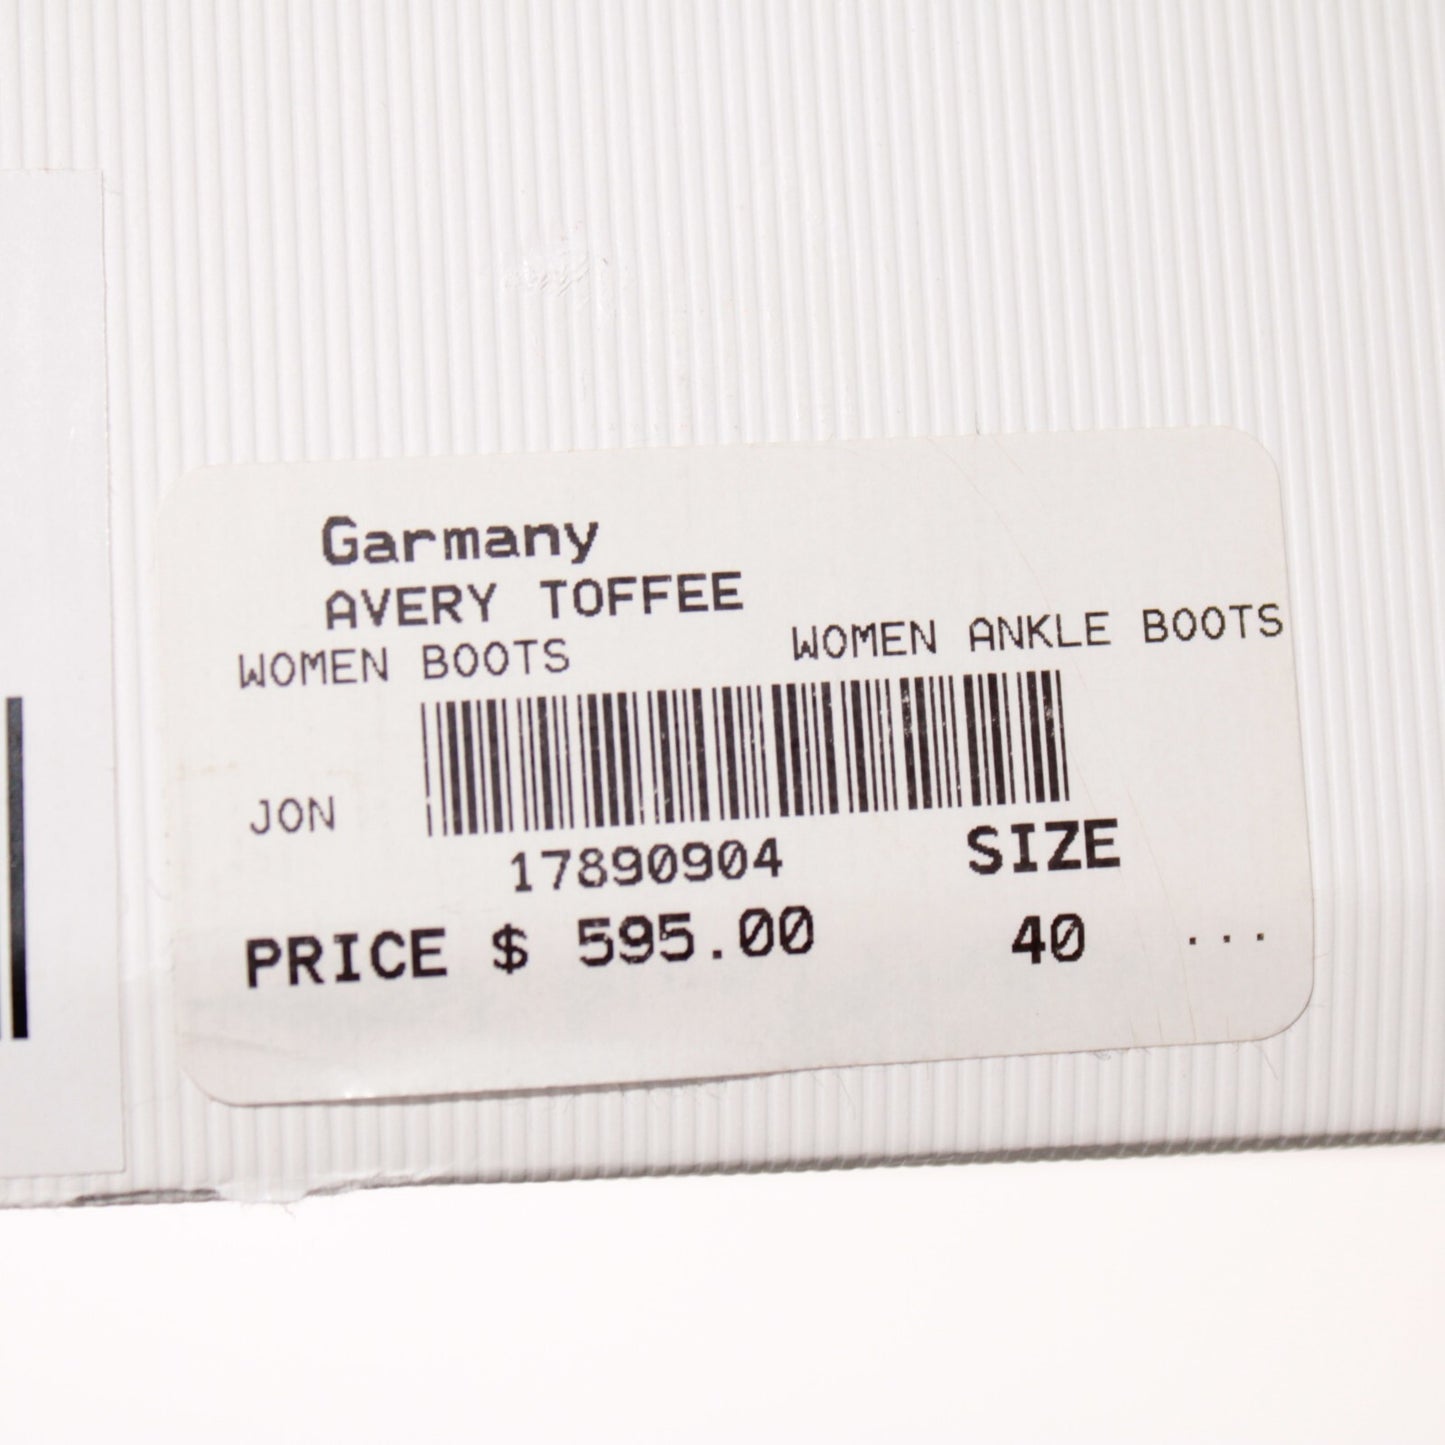 Garmany
AVERY TOFFEE
WOMEN BOOTS WOMEN ANKLE BOOTS
JON
17890904 SIZE
PRICE $ 595.00 40 ...